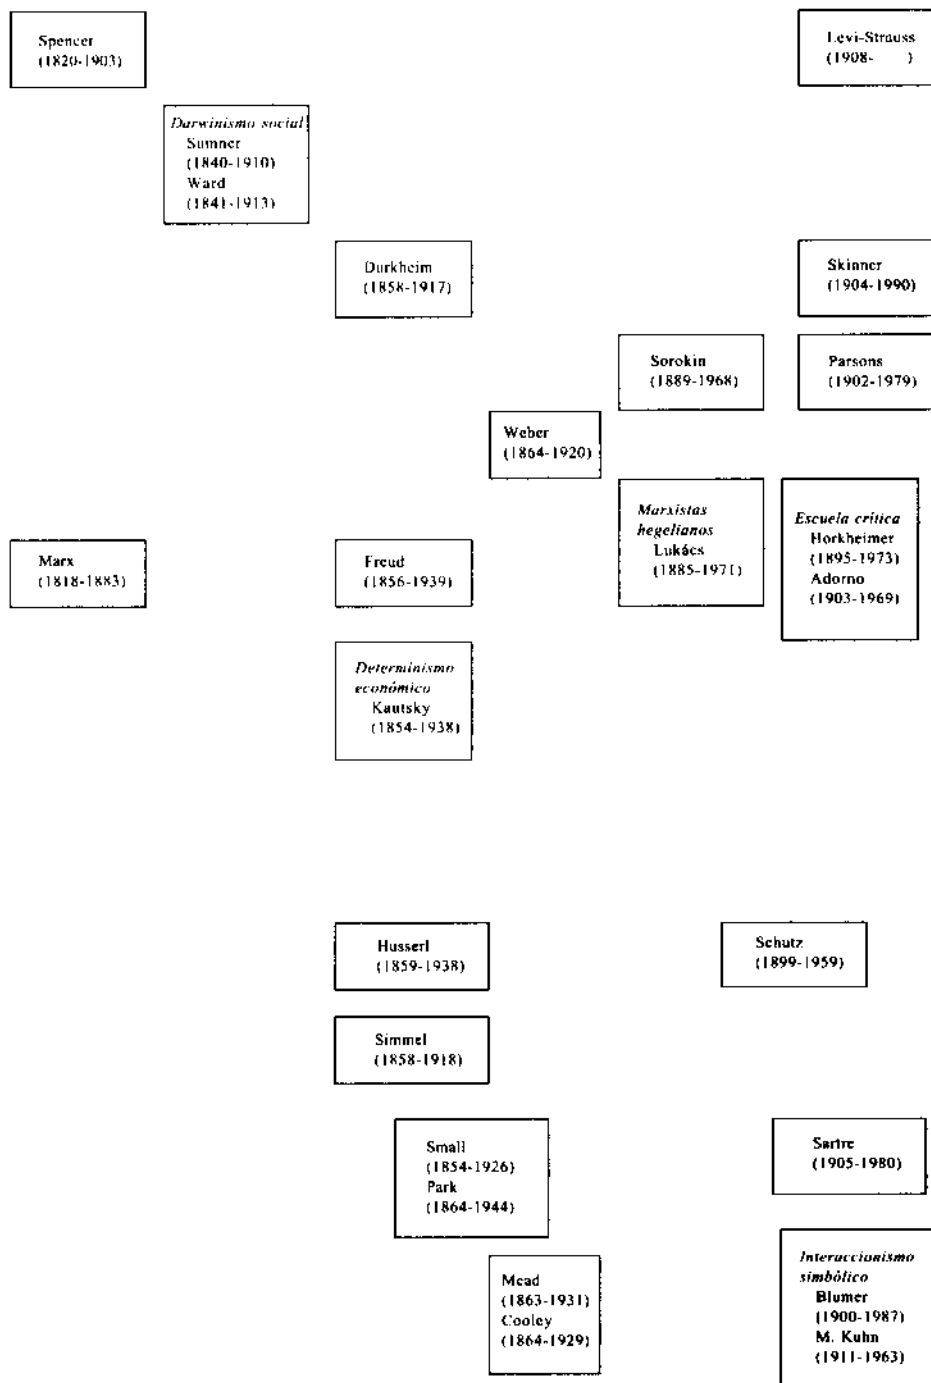 Spencer
(1820-1903)
Levi-Strauss
(1908- )
Darwinismo social
Sumner
(1840-1910)
Ward
(1841-1913)
Durkheim
(1858-1917)
Skinner
(1904-1990)
Sorokin
(1889-1968)
Parsons
(1902-1979)
Weber
(1864-1920)
Marxistas
hegelianos
Lukács
(1885-1971)
Escuela crítica
Horkheimer
(1895-1973)
Adorno
(1903-1969)
Marx
(1818-1883)
Freud
(1856-1939)
Determinismo
económico
Kautsky
(1854-1938)
Husserl
(1859-1938)
Schutz
(1899-1959)
Simmel
(1858-1918)
Small
(1854-1926)
Park
(1864-1944)
Sartre
(1905-1980)
Mead
(1863-1931)
Cooley
(1864-1929)
Interaccionismo
simbólico
Blumer
(1900-1987)
M. Kuhn
(1911-1963)